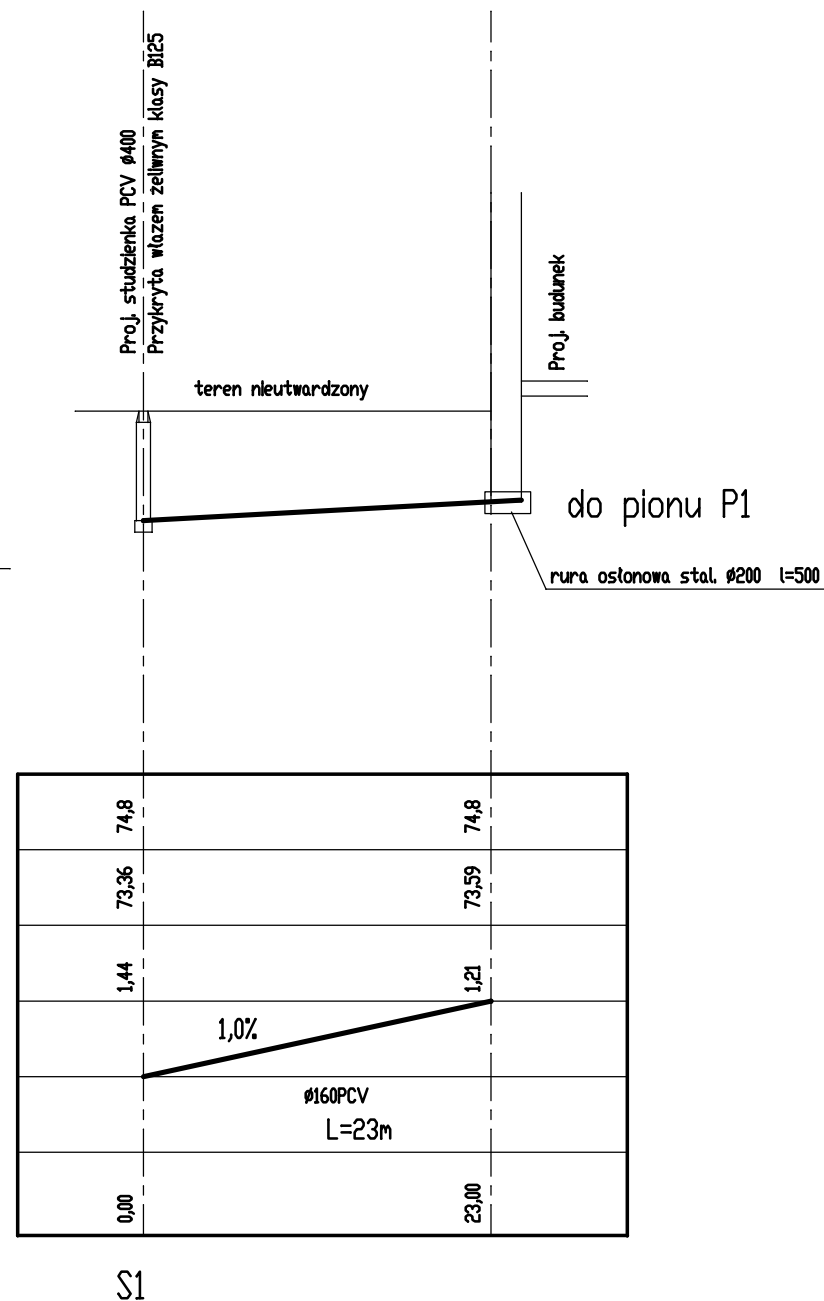 Proj. studzienka PCV ø400
Przykryta włazem żeliwnym klasy B125
Proj. budunek
teren nieutwardzony
do pionu P1
rura osłonowa stal. ø200 l=500
74,8 74,8
73,36 73,59
1,44 1,21
1,0%
ø160PCV
L=23m
0,00 23,00
S1